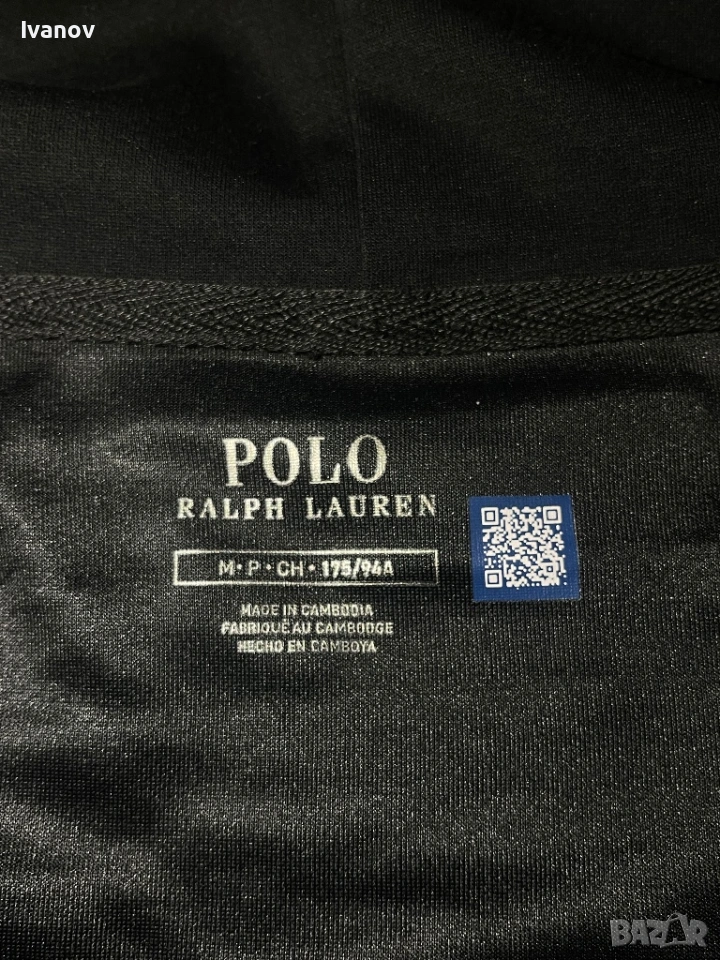 Ivanov
POLO
RALPH LAUREN
M • P • CH • 175/94A
MADE IN CAMBODIA
FABRIQUÉ AU CAMBODGE
HECHO EN CAMBOYA
BAZAR